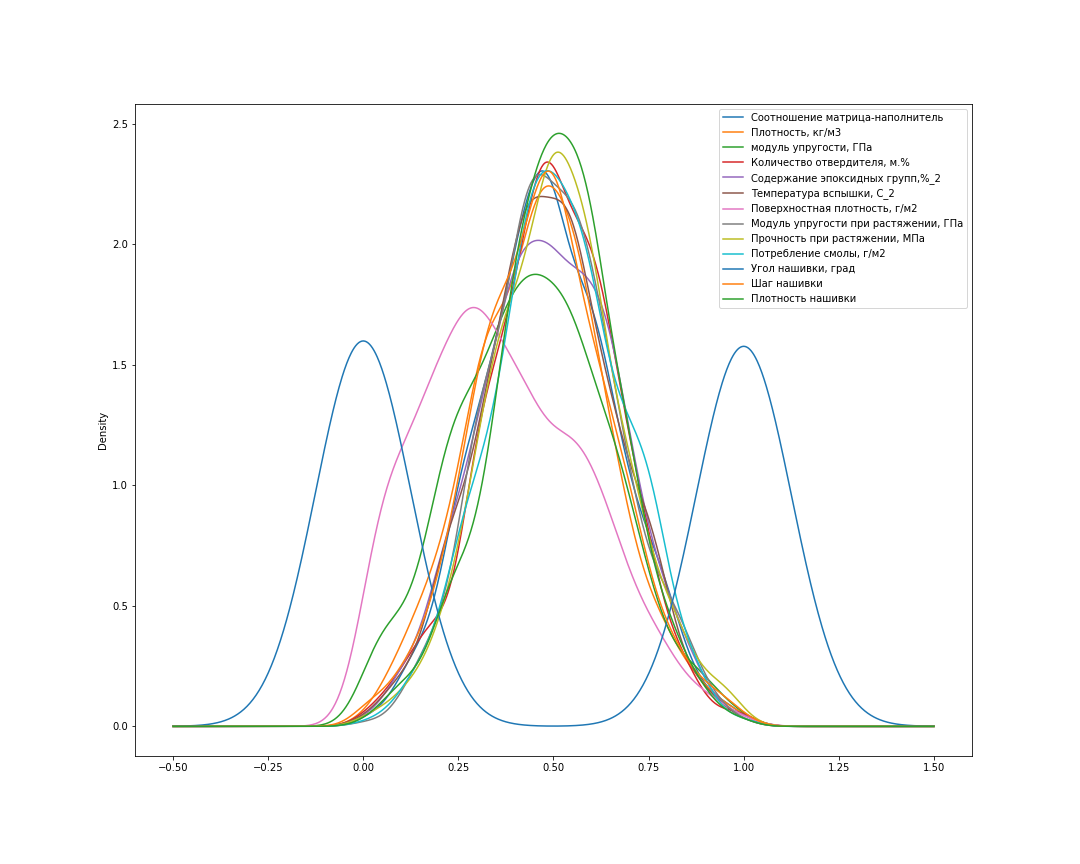 2.5
2.0
1.5
1.0
0.5
0.0
Density
−0.50
−0.25
0.00
0.25
0.50
0.75
1.00
1.25
1.50
Соотношение матрица-наполнитель
Плотность, кг/м3
модуль упругости, ГПа
Количество отвердителя, м.%
Содержание эпоксидных групп,%_2
Температура вспышки, С_2
Поверхностная плотность, г/м2
Модуль упругости при растяжении, ГПа
Прочность при растяжении, МПа
Потребление смолы, г/м2
Угол нашивки, град
Шаг нашивки
Плотность нашивки